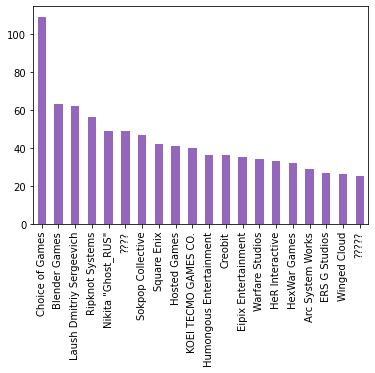 100
80
60
40
20
0
Choice of Games
Blender Games
Laush Dmitriy Sergeevich
Ripknot Systems
Nikita "Ghost_RUS"
????
Sokpop Collective
Square Enix
Hosted Games
KOEI TECMO GAMES CO.
Humongous Entertainment
Creobit
Eipix Entertainment
Warfare Studios
HeR Interactive
HexWar Games
Arc System Works
ERS G Studios
Winged Cloud
?????